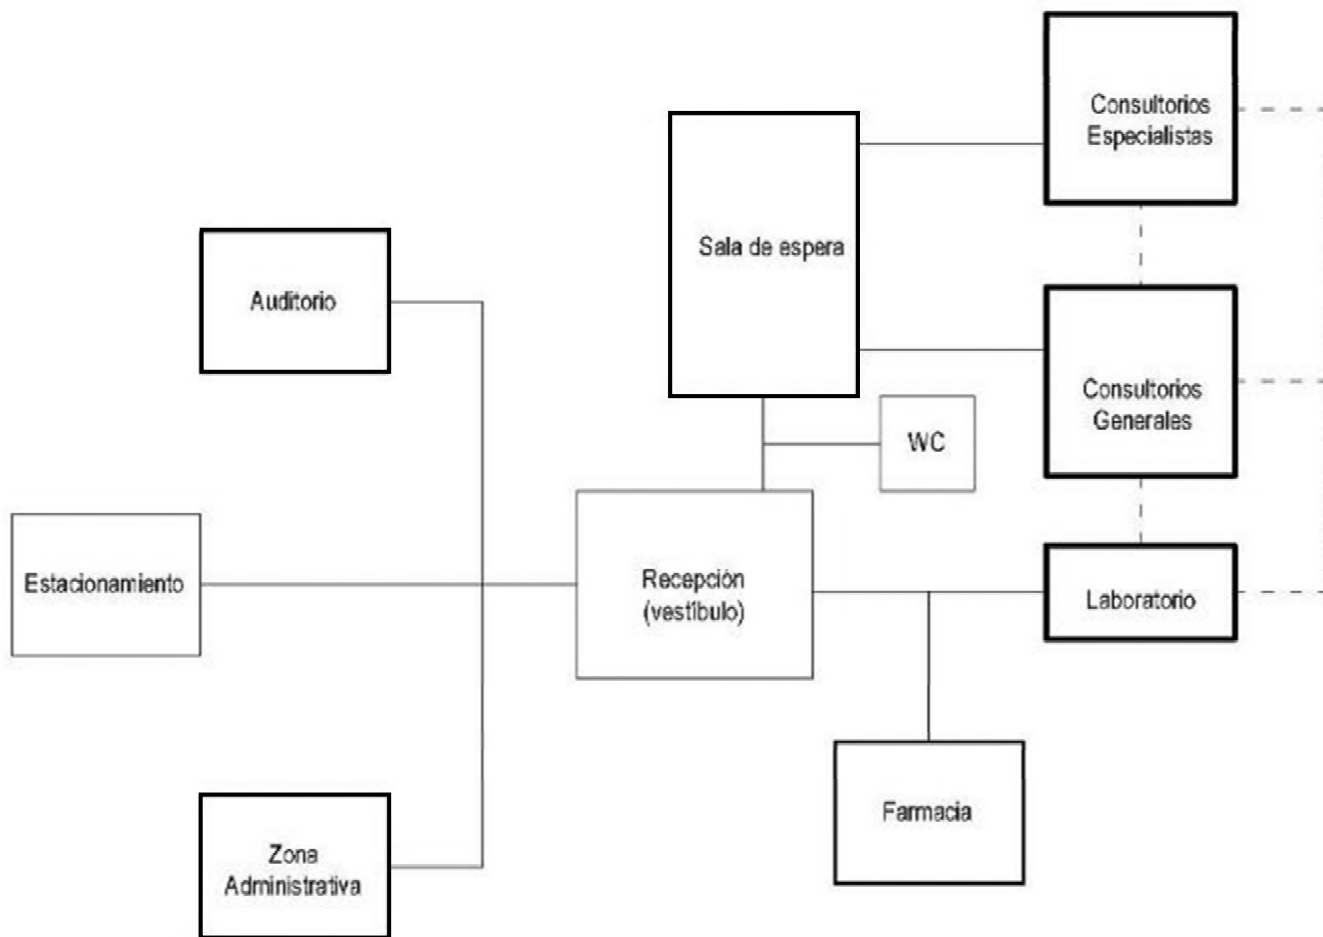 Consultorios
Especialistas
Sala de espera
Auditorio
Consultorios
Generales
WC
Estacionamiento
Recepción
(vestíbulo)
Laboratorio
Farmacia
Zona
Administrativa